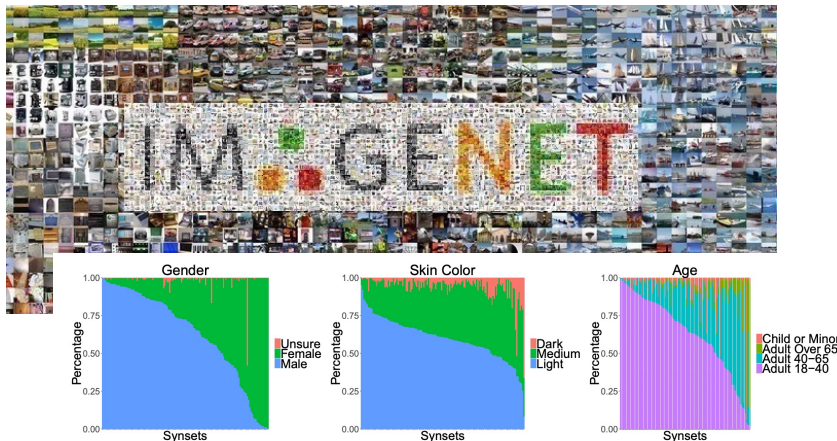 IM GENET
Gender
1.00
0.75
0.50
0.25
0.00
Percentage
Synsets
Unsure
Female
Male
Skin Color
1.00
0.75
0.50
0.25
0.00
Percentage
Synsets
Dark
Medium
Light
Age
1.00
0.75
0.50
0.25
0.00
Percentage
Synsets
Child or Minor
Adult Over 65
Adult 40-65
Adult 18-40